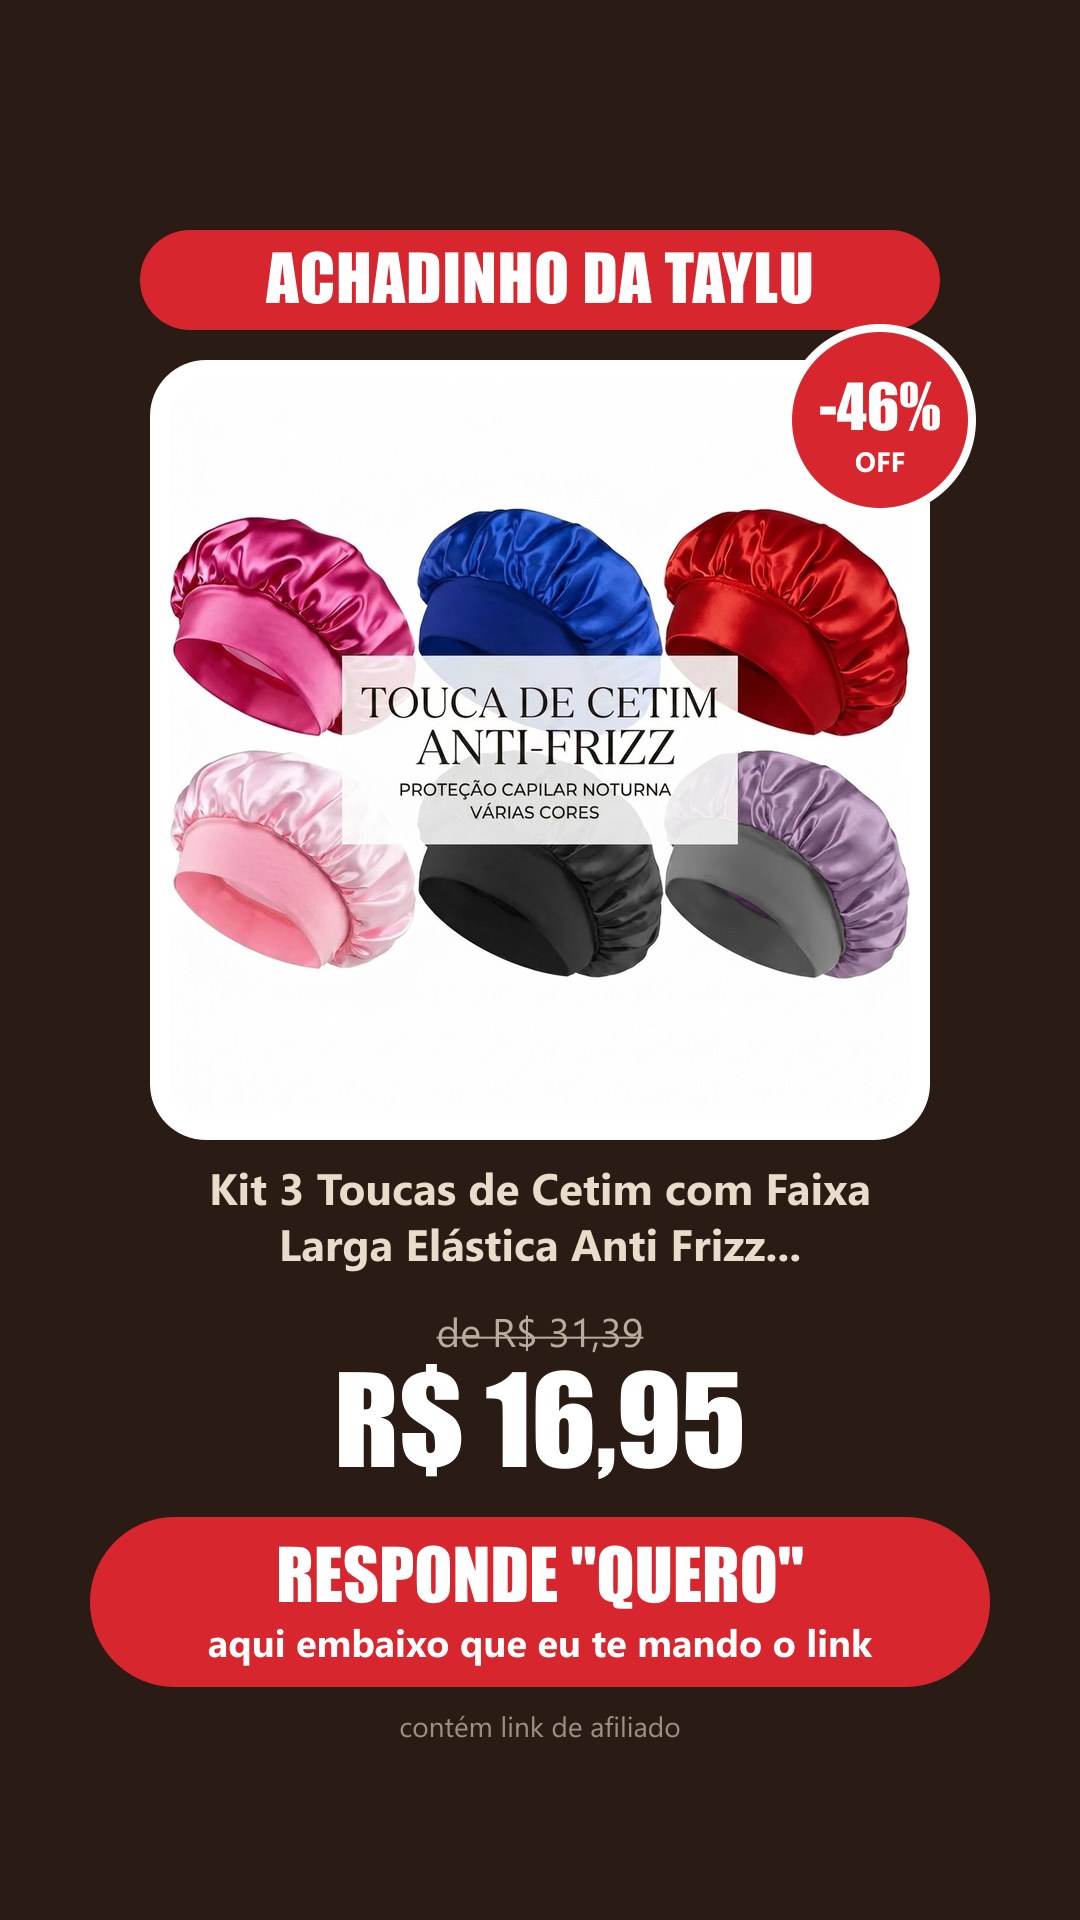 ACHADINHO DA TAYLU
-46%
OFF
TOUCA DE CETIM
ANTI-FRIZZ
PROTEÇÃO CAPILAR NOTURNA
VÁRIAS CORES
Kit 3 Toucas de Cetim com Faixa
Larga Elástica Anti Frizz...
de R$ 31,39
R$ 16,95
RESPONDE "QUERO"
aqui embaixo que eu te mando o link
contém link de afiliado